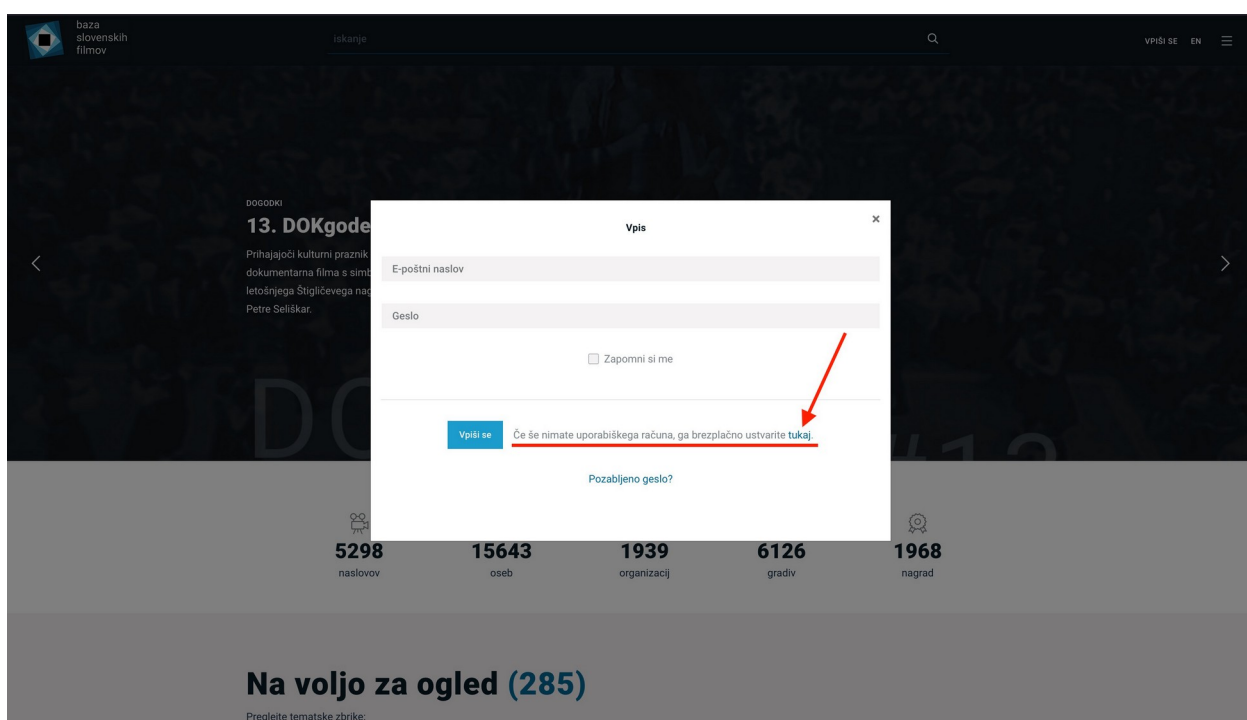 baza
slovenskih
filmov
iskanje
VPIŠI SE EN
DOGODKI
13. DOKgode
Prihajajoči kulturni praznik
dokumentarna filma s simb
letošnjega Štigličevega nag
Petre Seliškar.
Vpis
E-poštni naslov
Geslo
Zapomni si me
Vpiši se
Če še nimate uporabiškega računa, ga brezplačno ustvarite tukaj.
Pozabljeno geslo?
5298 15643 1939 6126 1968
naslovov oseb organizacij gradiv nagrad
Na voljo za ogled (285)
Preglejte tematske zbrike: